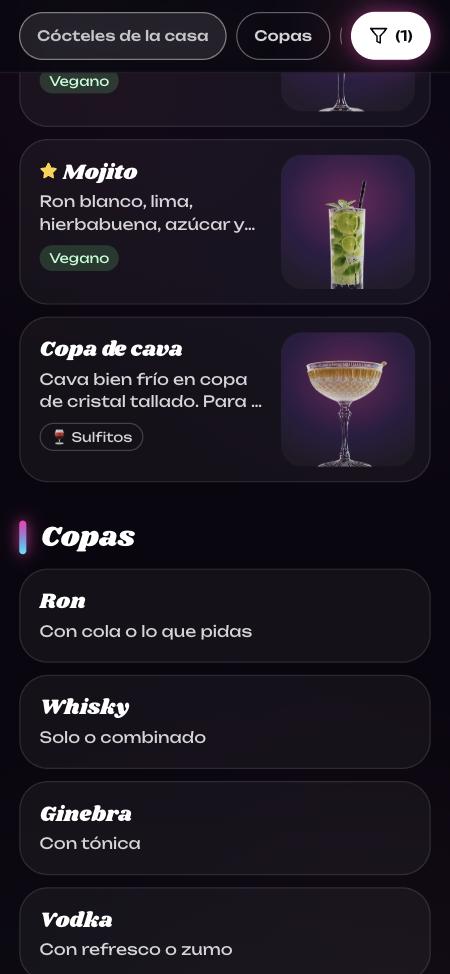 Cócteles de la casa
Copas
(1)
Vegano
Mojito
Ron blanco, lima,
hierbabuena, azúcar y...
Vegano
Copa de cava
Cava bien frío en copa
de cristal tallado. Para ...
Sulfitos
Copas
Ron
Con cola o lo que pidas
Whisky
Solo o combinado
Ginebra
Con tónica
Vodka
Con refresco o zumo